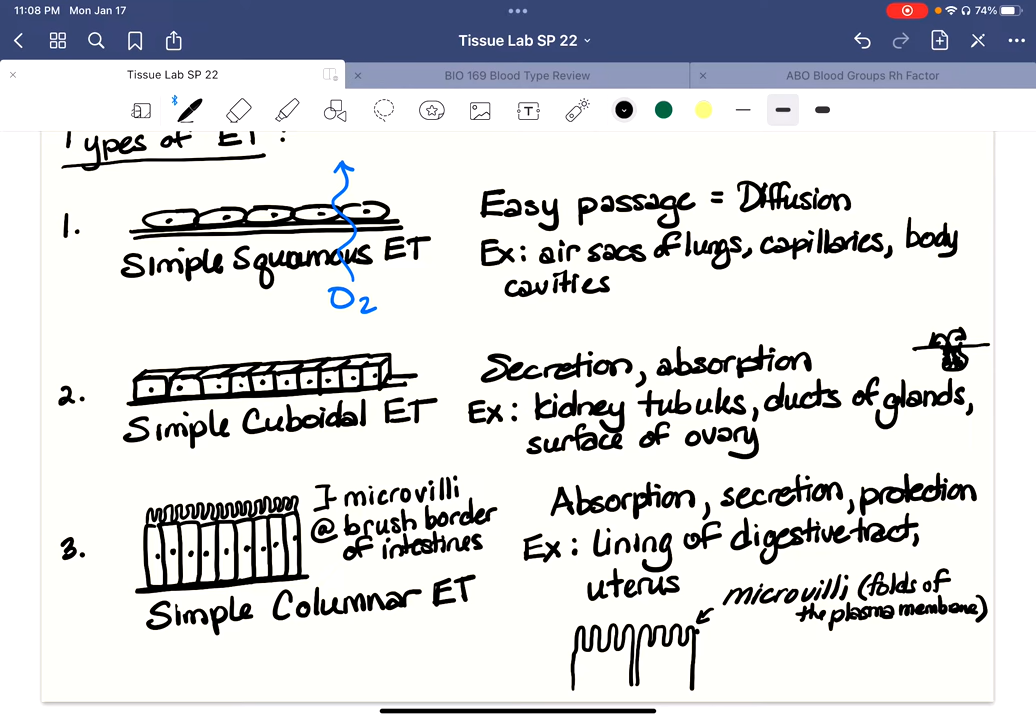 11:08 PM Mon Jan 17
74%
Tissue Lab SP 22
Tissue Lab SP 22
BIO 169 Blood Type Review
ABO Blood Groups Rh Factor
Types of ET:
1.
Simple Squamous ET
O2
Easy passage = Diffusion
Ex: air sacs of lungs, capillaries, body
cavities
2.
Simple Cuboidal ET
Secretion, absorption
Ex: kidney tubules, ducts of glands,
surface of ovary
3.
microvilli
@ brush border
of intestines
Simple Columnar ET
Absorption, secretion, protection
Ex: lining of digestive tract,
uterus
microvilli (folds of
the plasma membrane)